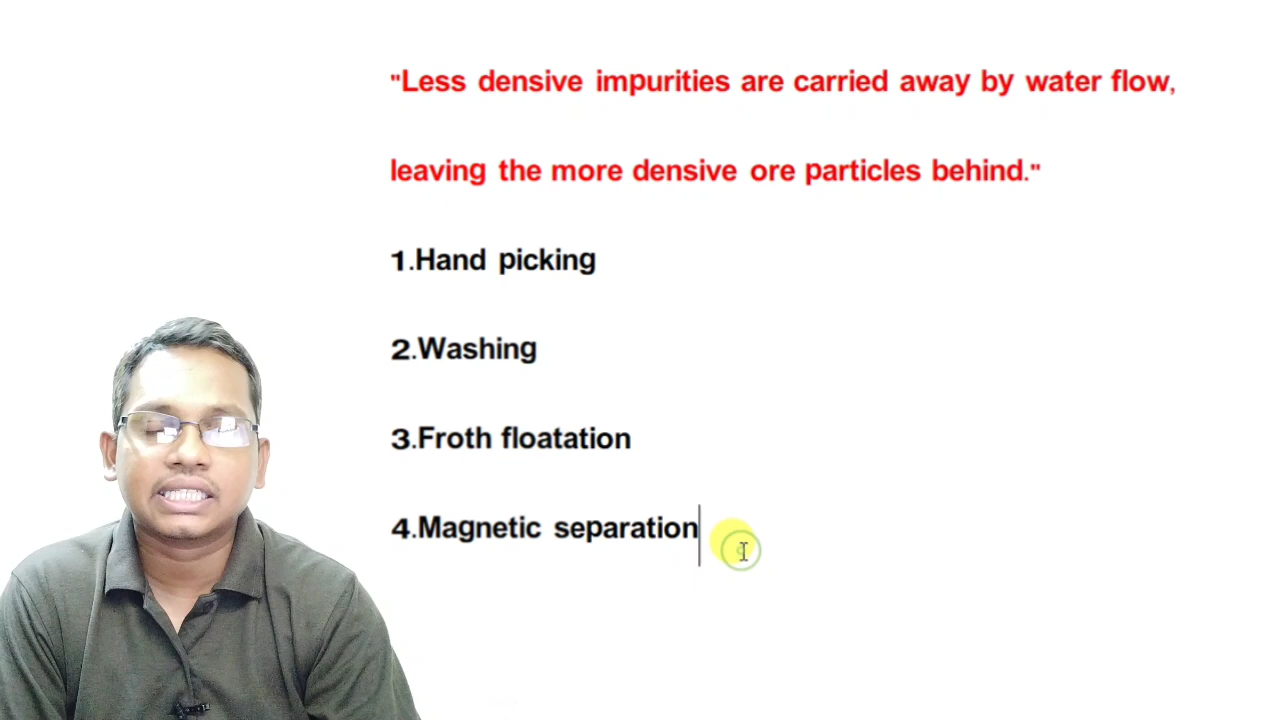 "Less densive impurities are carried away by water flow,
leaving the more densive ore particles behind."
1.Hand picking
2.Washing
3.Froth floatation
4.Magnetic separation